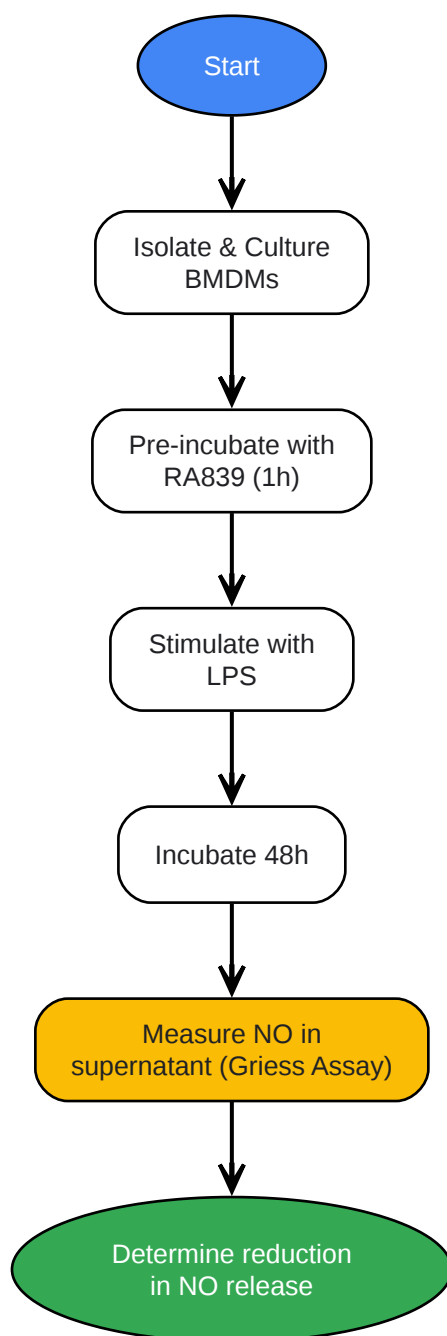 Start
Isolate & Culture
BMDMs
Pre-incubate with
RA839 (1h)
Stimulate with
LPS
Incubate 48h
Measure NO in
supernatant (Griess Assay)
Determine reduction
in NO release